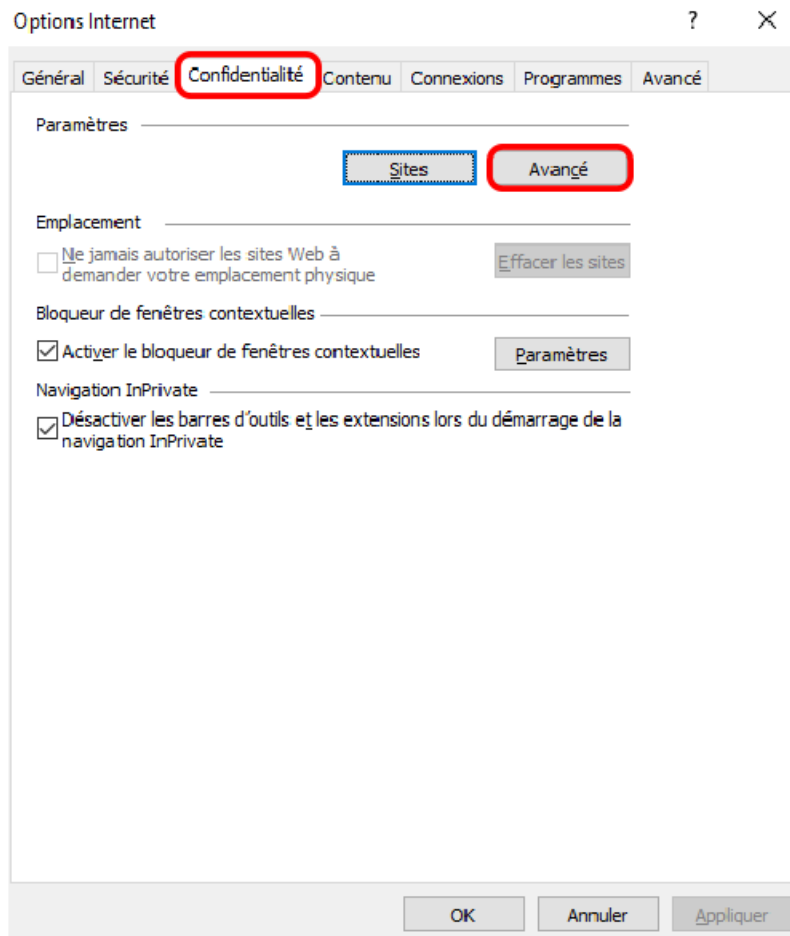 Options Internet ? ×
Général Sécurité Confidentialité Contenu Connexions Programmes Avancé
Paramètres
Sites Avancé
Emplacement
Ne jamais autoriser les sites Web à
demander votre emplacement physique
Effacer les sites
Bloqueur de fenêtres contextuelles
Activer le bloqueur de fenêtres contextuelles Paramètres
Navigation InPrivate
Désactiver les barres d'outils et les extensions lors du démarrage de la
navigation InPrivate
OK Annuler Appliquer